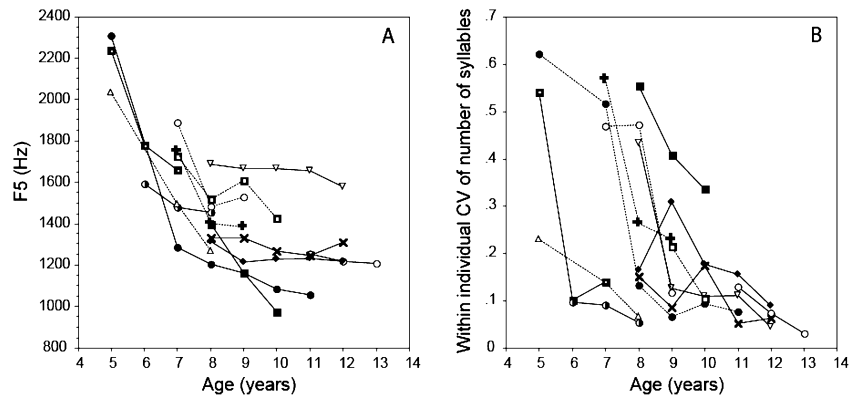 A
F5 (Hz)
2400
2200
2000
1800
1600
1400
1200
1000
800
4 5 6 7 8 9 10 11 12 13 14
Age (years)
B
Within individual CV of number of syllables
.7
.6
.5
.4
.3
.2
.1
0
4 5 6 7 8 9 10 11 12 13 14
Age (years)